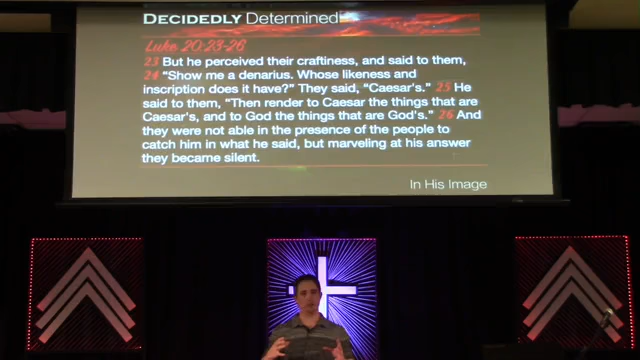 DECIDEDLY Determined
Luke 20:23-26
23 But he perceived their craftiness, and said to them,
24 “Show me a denarius. Whose likeness and
inscription does it have?” They said, “Caesar's.” 25 He
said to them, “Then render to Caesar the things that are
Caesar's, and to God the things that are God's.” 26 And
they were not able in the presence of the people to
catch him in what he said, but marveling at his answer
they became silent.
In His Image